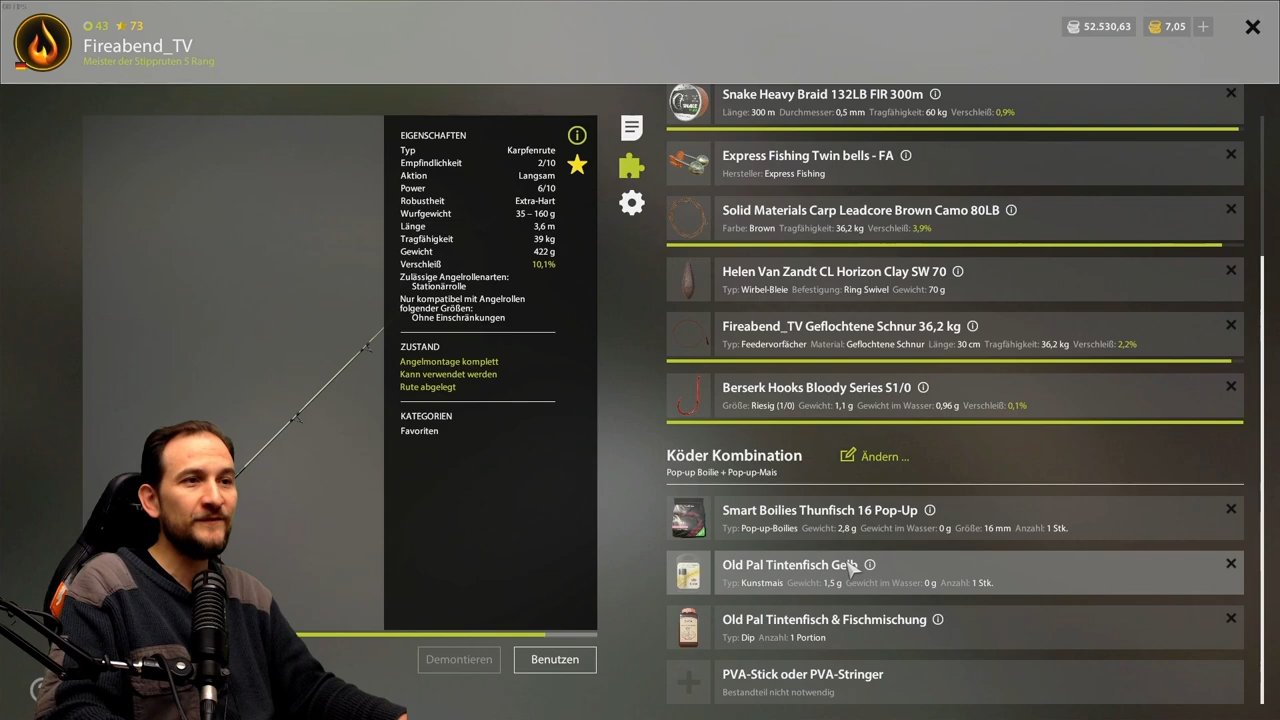 43 73
Fireabend_TV
Meister der Stippruten 5 Rang
52.530,63
7,05
EIGENSCHAFTEN
Typ Karpfenrute
Empfindlichkeit 2/10
Aktion Langsam
Power 6/10
Robustheit Extra-Hart
Wurfgewicht 35 – 160 g
Länge 3,6 m
Tragfähigkeit 39 kg
Gewicht 422 g
Verschleiß 10,1%
Zulässige Angelrollenarten:
Stationärrolle
Nur kompatibel mit Angelrollen
folgender Größen:
Ohne Einschränkungen
ZUSTAND
Angelmontage komplett
Kann verwendet werden
Rute abgelegt
KATEGORIEN
Favoriten
Demontieren
Benutzen
Snake Heavy Braid 132LB FIR 300m
Länge: 300 m Durchmesser: 0,5 mm Tragfähigkeit: 60 kg Verschleiß: 0,9%
Express Fishing Twin bells - FA
Hersteller: Express Fishing
Solid Materials Carp Leadcore Brown Camo 80LB
Farbe: Brown Tragfähigkeit: 36,2 kg Verschleiß: 3,9%
Helen Van Zandt CL Horizon Clay SW 70
Typ: Wirbel-Bleie Befestigung: Ring Swivel Gewicht: 70 g
Fireabend_TV Geflochtene Schnur 36,2 kg
Typ: Feedervorfächer Material: Geflochtene Schnur Länge: 30 cm Tragfähigkeit: 36,2 kg Verschleiß: 2,2%
Berserk Hooks Bloody Series S1/0
Größe: Riesig (1/0) Gewicht: 1,1 g Gewicht im Wasser: 0,96 g Verschleiß: 0,1%
Köder Kombination
Ändern ...
Pop-up Boilie + Pop-up-Mais
Smart Boilies Thunfisch 16 Pop-Up
Typ: Pop-up-Boilies Gewicht: 2,8 g Gewicht im Wasser: 0 g Größe: 16 mm Anzahl: 1 Stk.
Old Pal Tintenfisch Gelb
Typ: Kunstmais Gewicht: 1,5 g Gewicht im Wasser: 0 g Anzahl: 1 Stk.
Old Pal Tintenfisch & Fischmischung
Typ: Dip Anzahl: 1 Portion
PVA-Stick oder PVA-Stringer
Bestandteil nicht notwendig